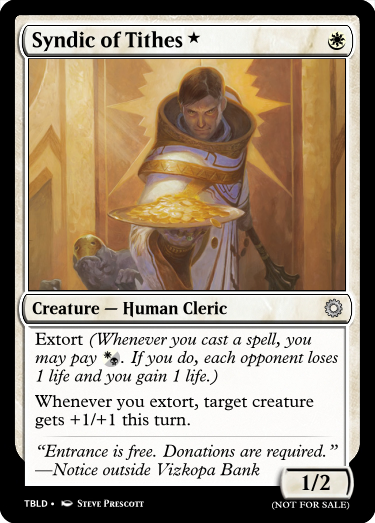 Syndic of Tithes ★
Creature — Human Cleric
Extort (Whenever you cast a spell, you
may pay . If you do, each opponent loses
1 life and you gain 1 life.)
Whenever you extort, target creature
gets +1/+1 this turn.
“Entrance is free. Donations are required.”
—Notice outside Vizkopa Bank
1/2
TBLD • Steve Prescott
(NOT FOR SALE)